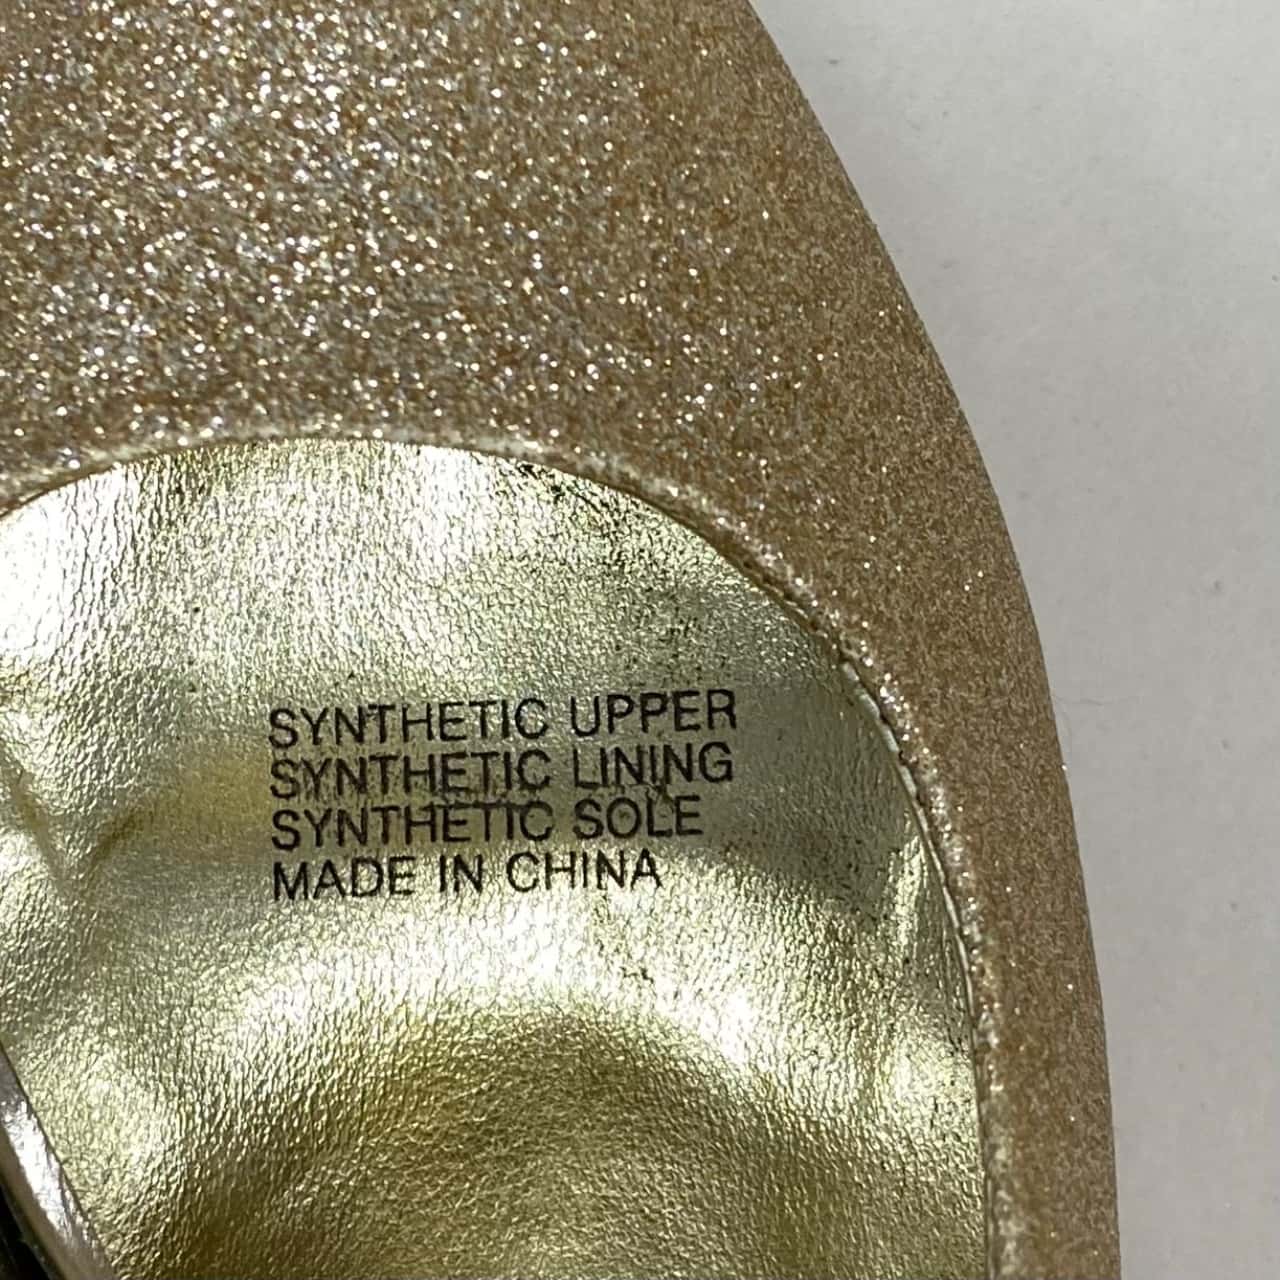 SYNTHETIC UPPER
SYNTHETIC LINING
SYNTHETIC SOLE
MADE IN CHINA